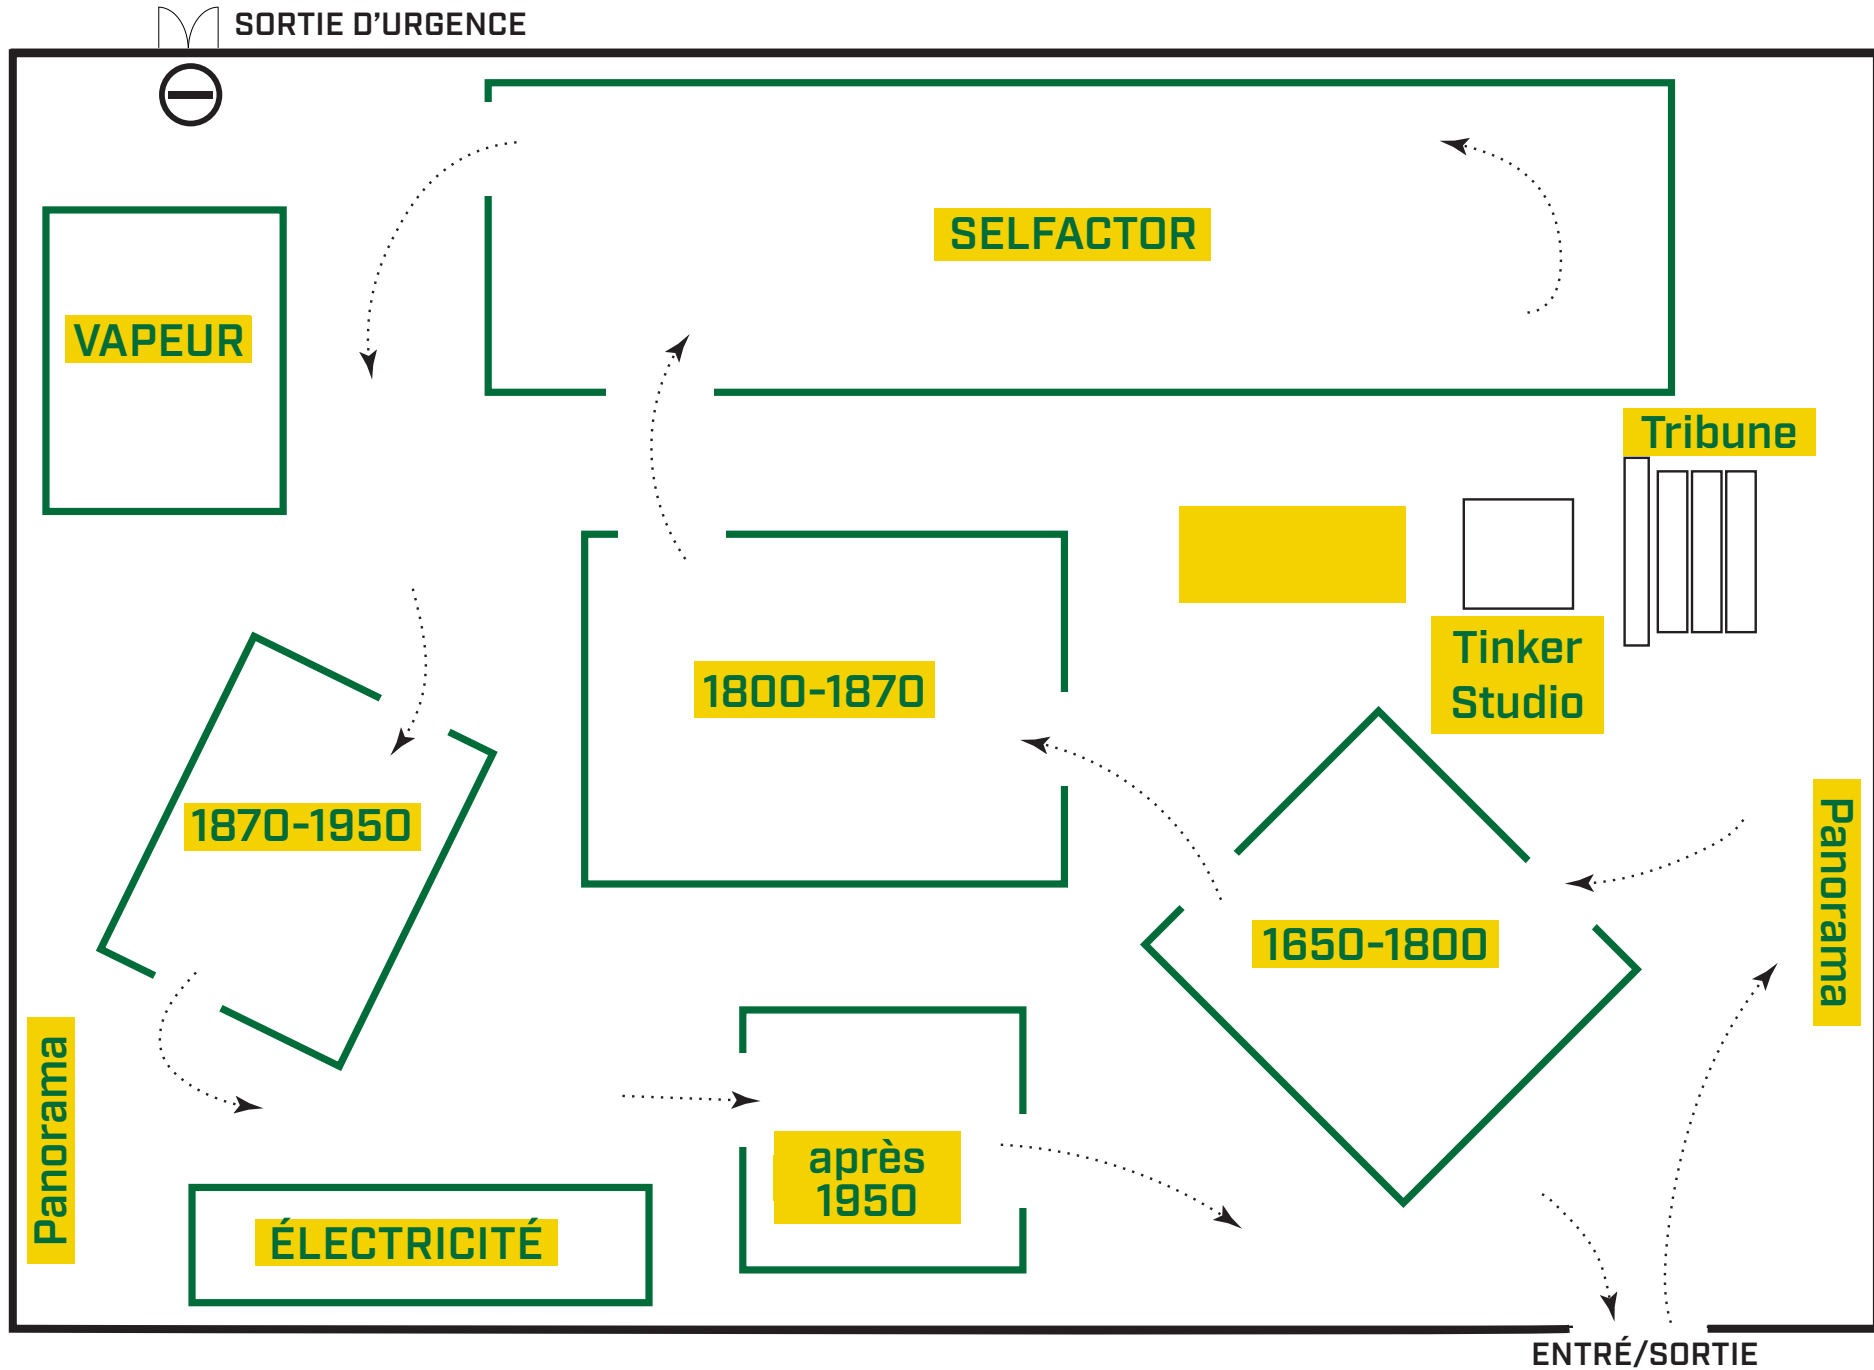 SORTIE D'URGENCE
SELFACTOR
VAPEUR
Tribune
Tinker
Studio
1800-1870
1870-1950
Panorama
1650-1800
Panorama
après
1950
ÉLECTRICITÉ
ENTRÉ/SORTIE